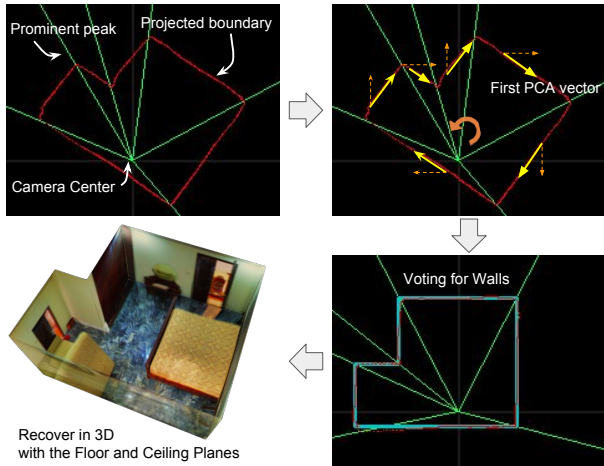 Prominent peak
Projected boundary
Camera Center
First PCA vector
Voting for Walls
Recover in 3D
with the Floor and Ceiling Planes